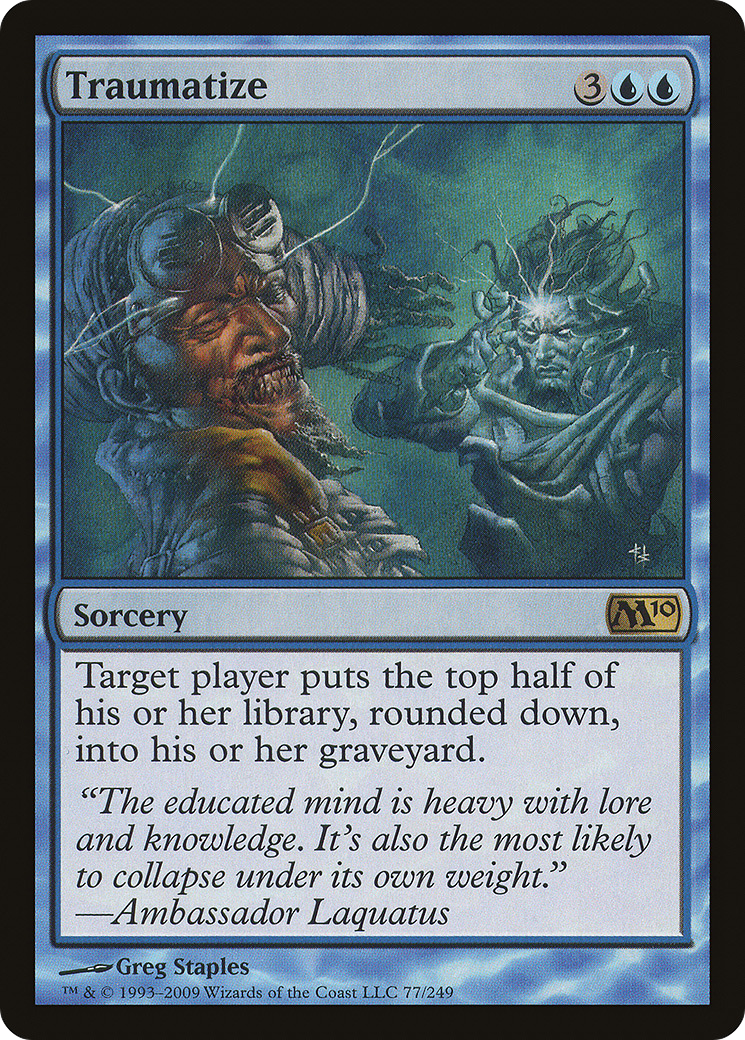 Traumatize 3
Sorcery M10
Target player puts the top half of
his or her library, rounded down,
into his or her graveyard.
“The educated mind is heavy with lore
and knowledge. It’s also the most likely
to collapse under its own weight.”
—Ambassador Laquatus
Greg Staples
™ & © 1993–2009 Wizards of the Coast LLC 77/249